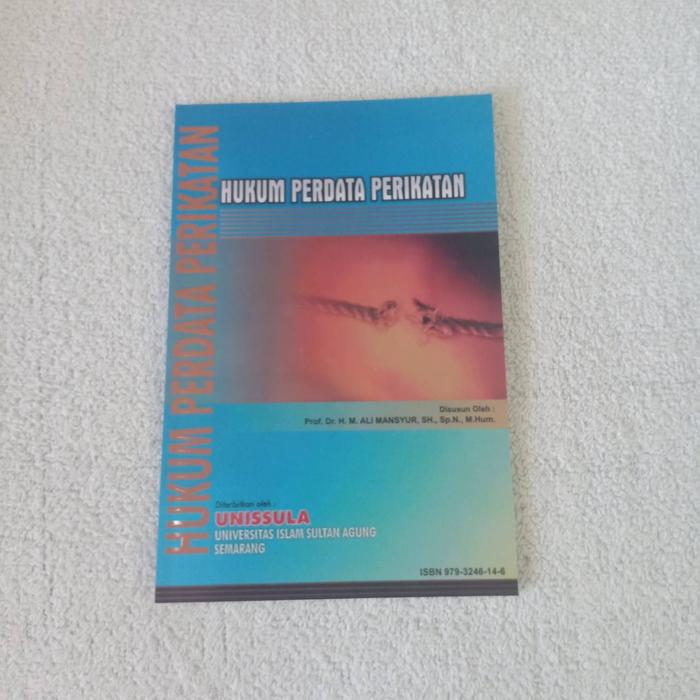 HUKUM PERDATA PERIKATAN
HUKUM PERDATA PERIKATAN
Disusun Oleh :
Prof. Dr. H. M. ALI MANSYUR, SH., Sp.N., M.Hum.
Diterbitkan oleh :
UNISSULA
UNIVERSITAS ISLAM SULTAN AGUNG
SEMARANG
ISBN 979-3246-14-6